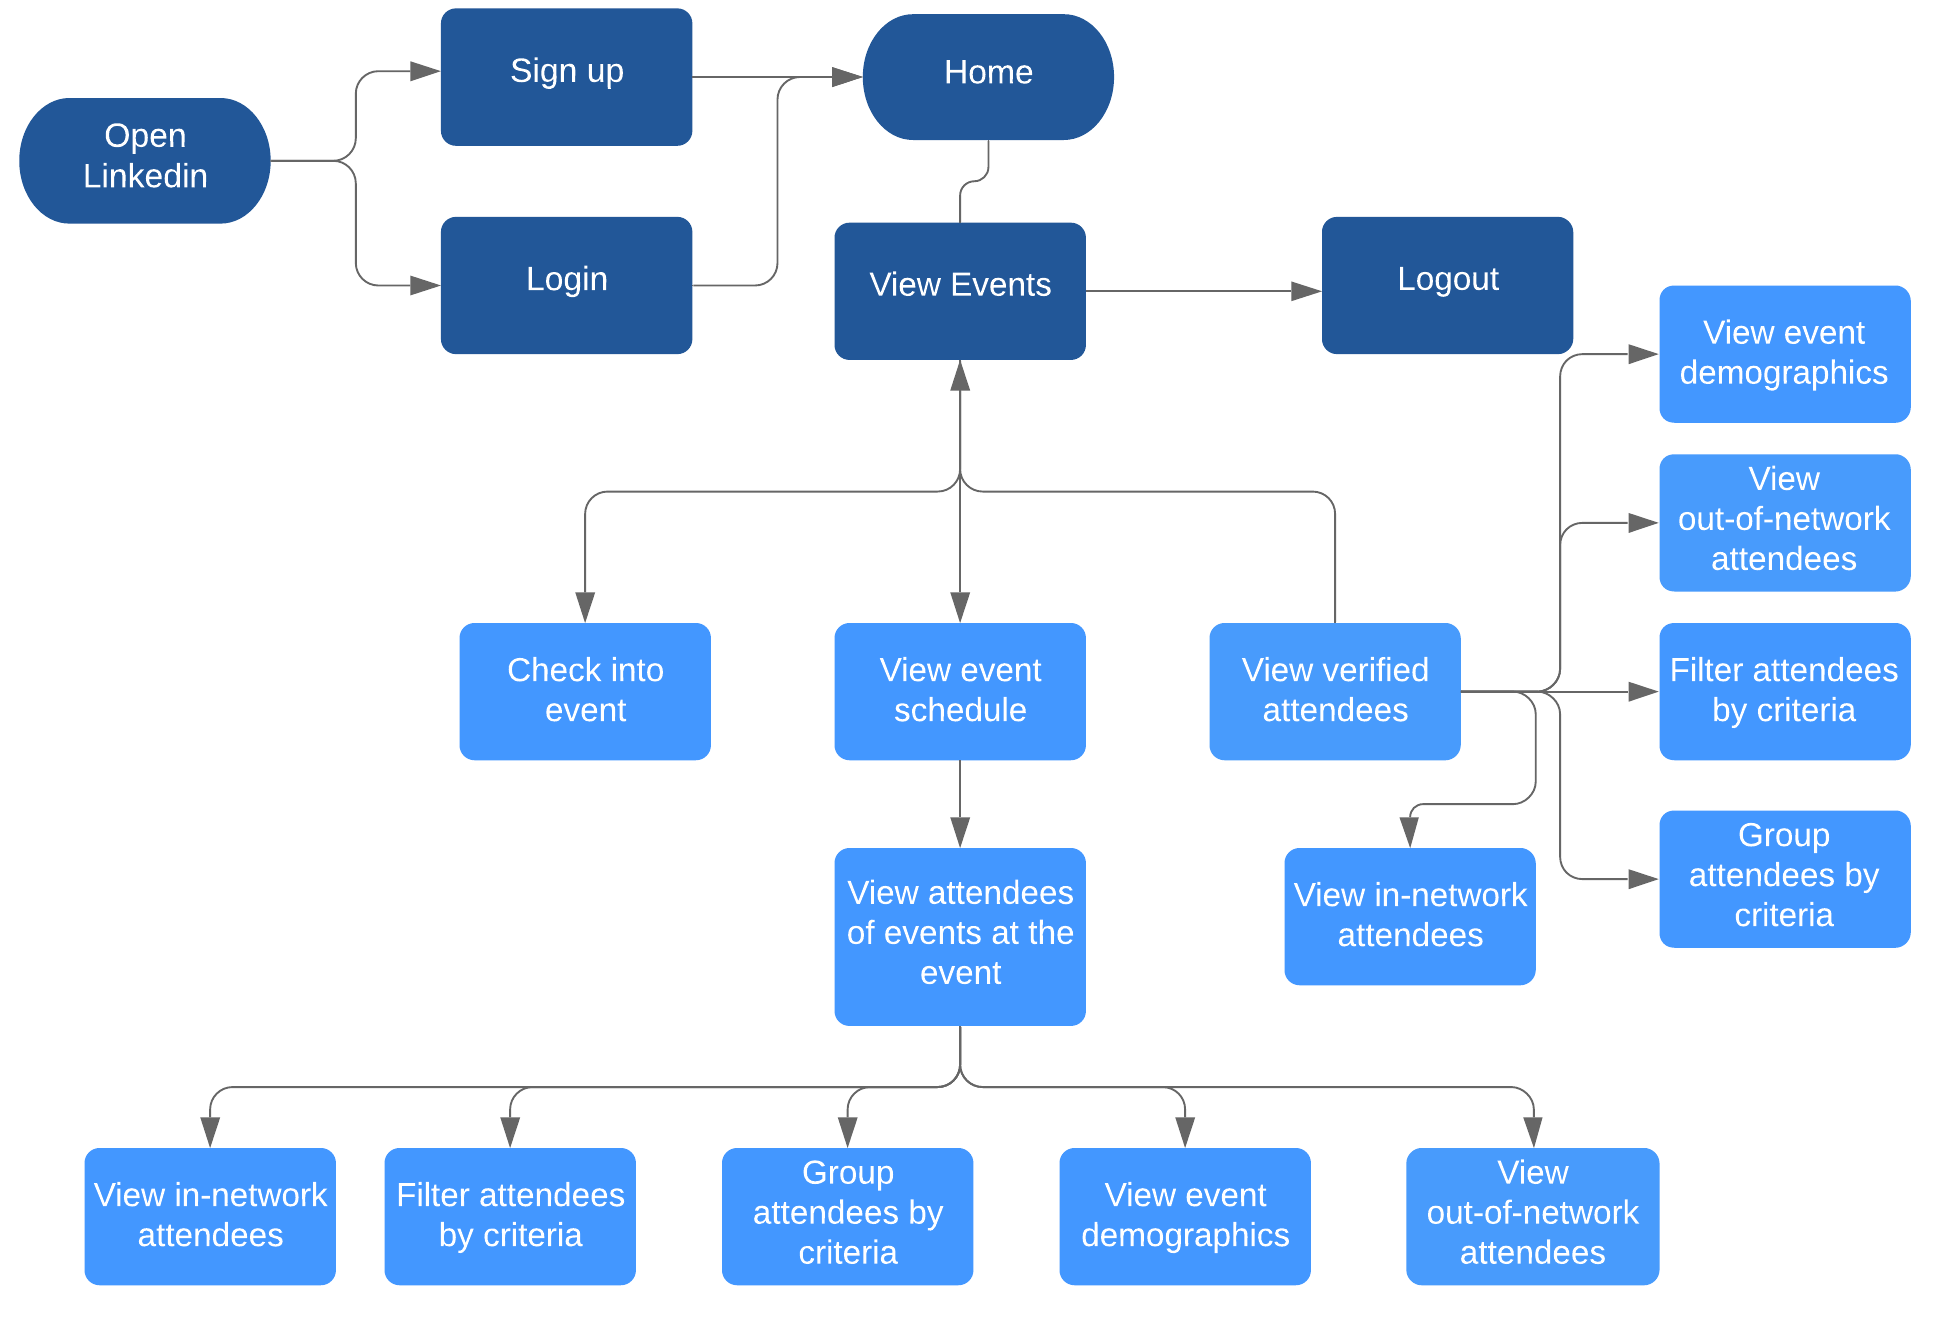 Sign up
Home
Open
Linkedin
Login
View Events
Logout
View event
demographics
View
out-of-network
attendees
Check into
event
View event
schedule
View verified
attendees
Filter attendees
by criteria
View attendees
of events at the
event
View in-network
attendees
Group
attendees by
criteria
View in-network
attendees
Filter attendees
by criteria
Group
attendees by
criteria
View event
demographics
View
out-of-network
attendees